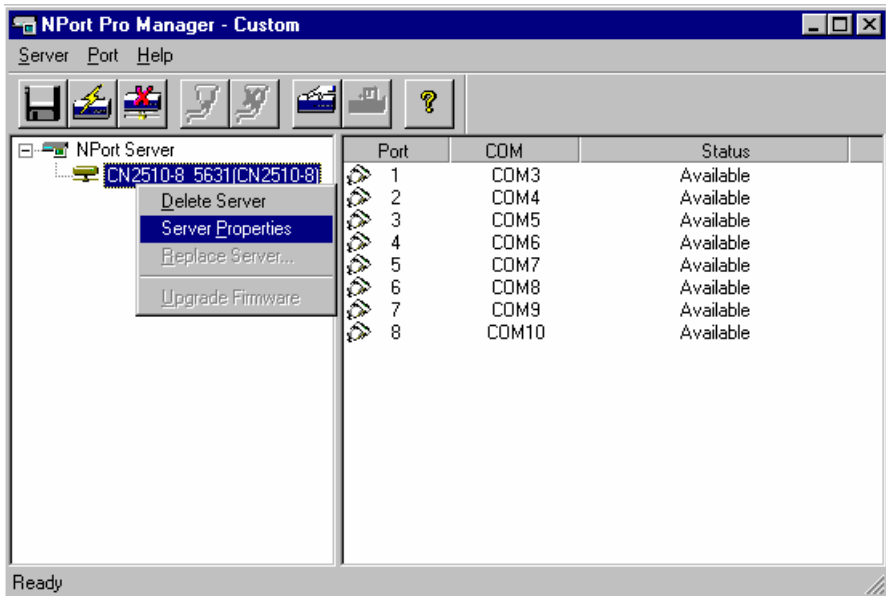 NPort Pro Manager - Custom
Server Port Help
NPort Server
CN2510-8_5631(CN2510-8)
Delete Server
Server Properties
Replace Server...
Upgrade Firmware
Port COM Status
1 COM3 Available
2 COM4 Available
3 COM5 Available
4 COM6 Available
5 COM7 Available
6 COM8 Available
7 COM9 Available
8 COM10 Available
Ready